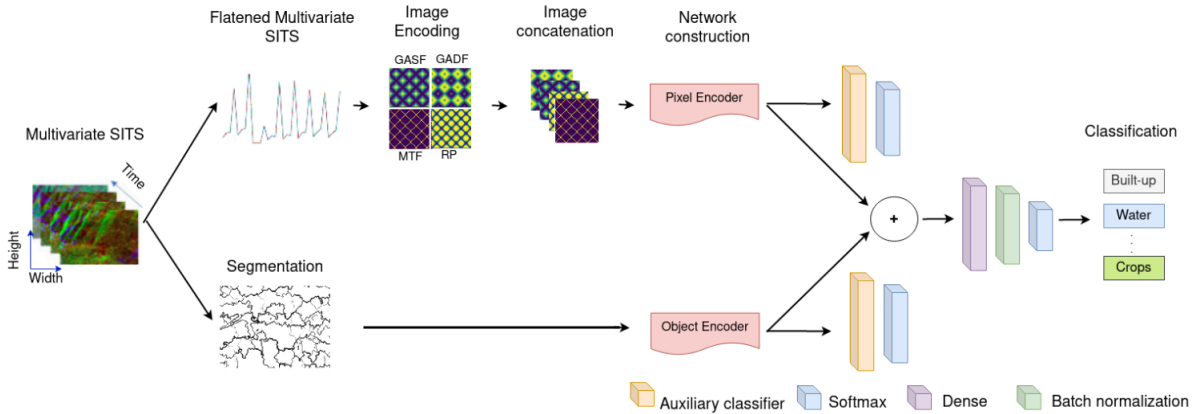 Flatened Multivariate
SITS
Image
Encoding
Image
concatenation
Network
construction
GASF
GADF
MTF
RP
Pixel Encoder
Multivariate SITS
Time
Height
Width
Segmentation
Object Encoder
+
Classification
Built-up
Water
Crops
Auxiliary classifier
Softmax
Dense
Batch normalization